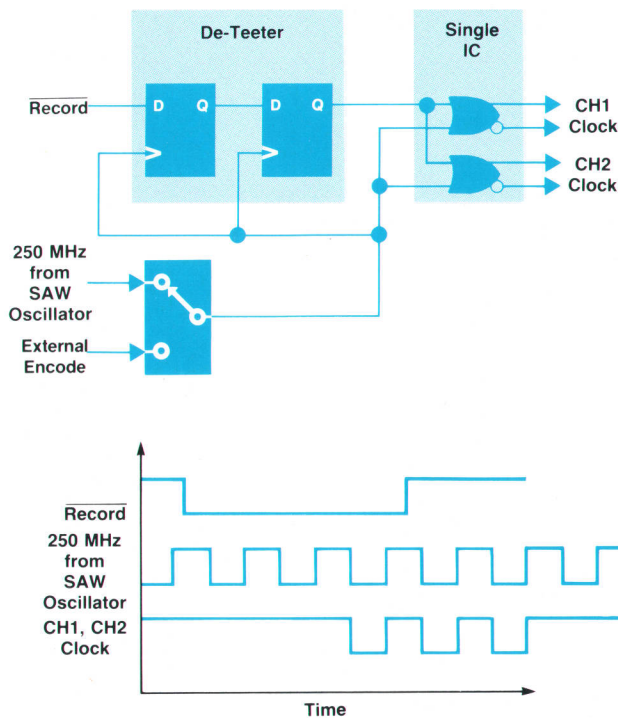 De-Teeter
Single
IC
Record
D Q
D Q
CH1
Clock
CH2
Clock
250 MHz
from
SAW
Oscillator
External
Encode
Record
250 MHz
from
SAW
Oscillator
CH1, CH2
Clock
Time